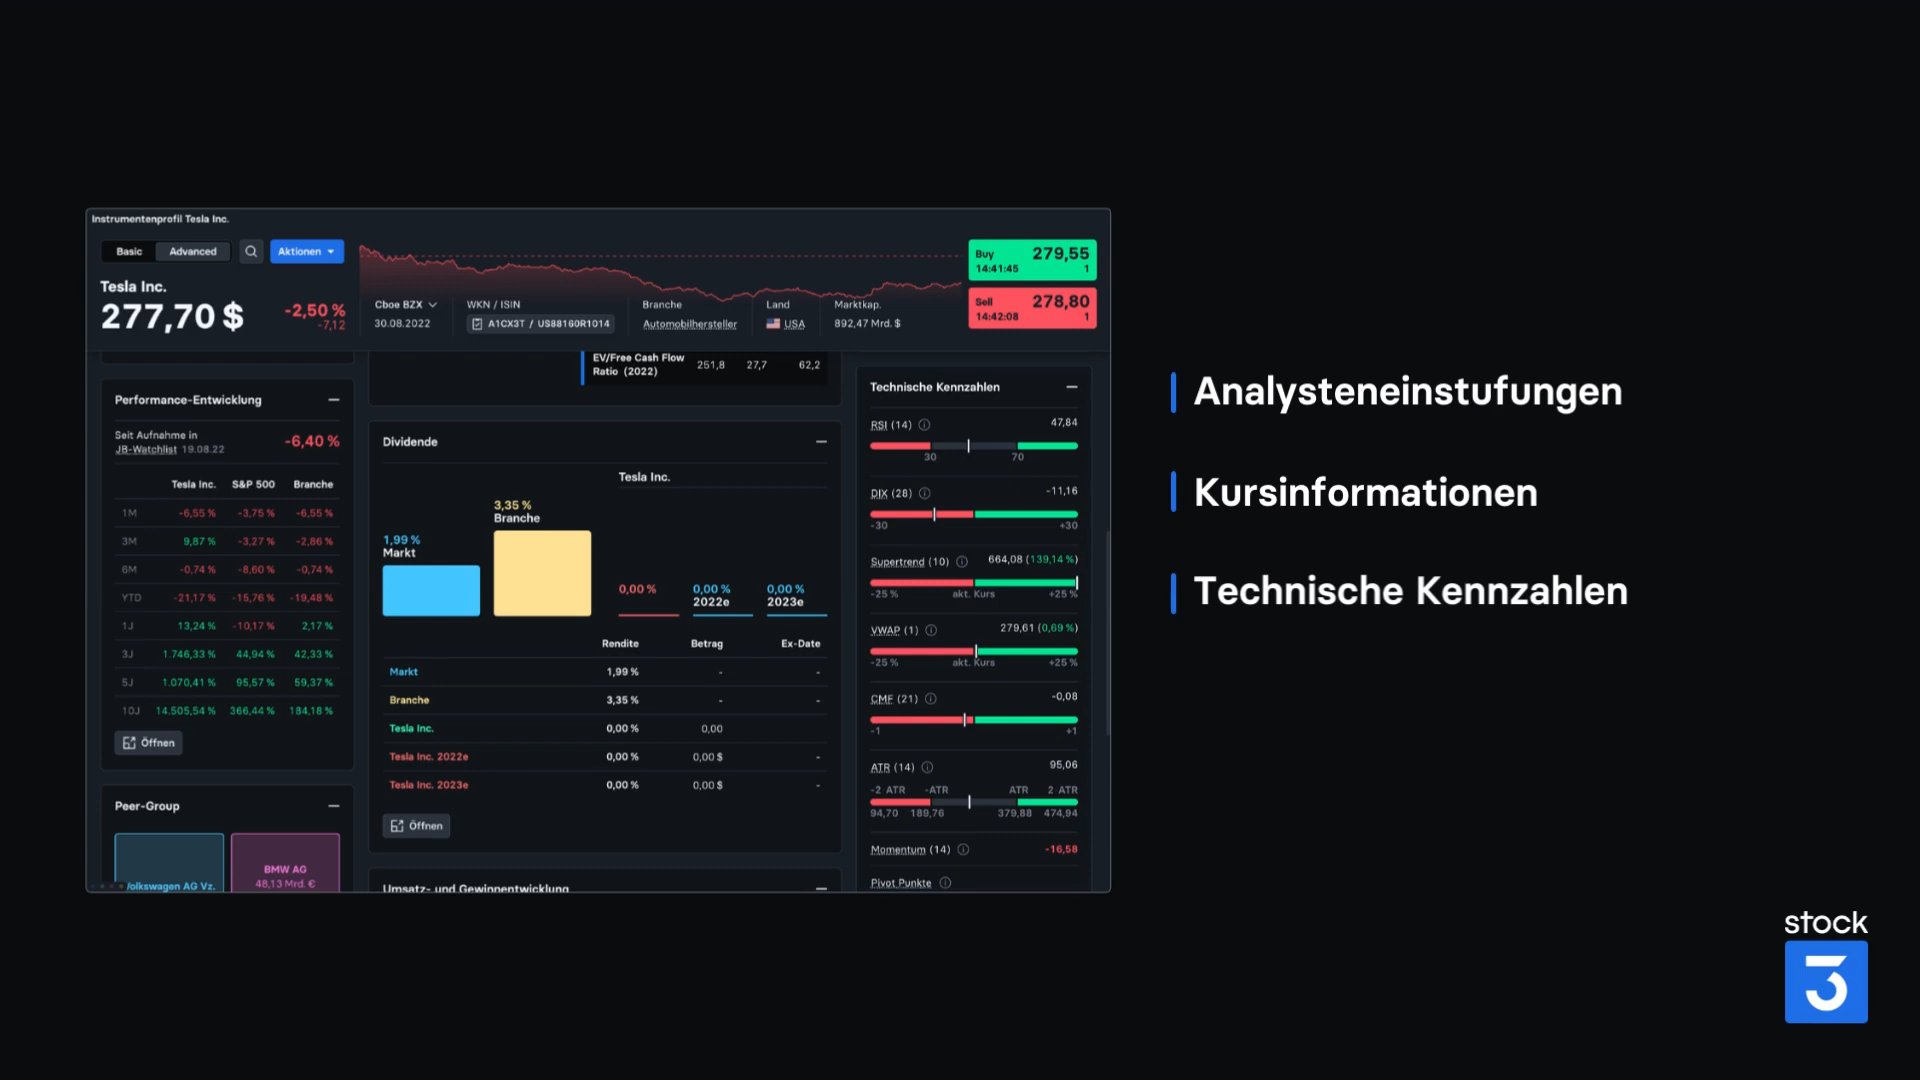 Instrumentenprofil Tesla Inc.
Basic Advanced Aktionen
Tesla Inc.
277,70 $ -2,50 % -7,12
Cboe BZX
30.08.2022
WKN / ISIN
A1CX3T / US88160R1014
Branche
Automobilhersteller
Land
USA
Marktkap.
892,47 Mrd. $
Buy 279,55
14:41:45 1
Sell 278,80
14:42:08 1
Performance-Entwicklung
Seit Aufnahme in
JB-Watchlist 19.08.22
-6,40 %
Tesla Inc. S&P 500 Branche
1M -6,55 % -3,75 % -6,55 %
3M 9,87 % -3,27 % -2,86 %
6M -0,74 % -8,60 % -0,74 %
YTD -21,17 % -15,76 % -19,48 %
1J 13,24 % -10,17 % 2,17 %
3J 1.746,33 % 44,94 % 42,33 %
5J 1.070,41 % 95,57 % 59,37 %
10J 14.505,54 % 366,44 % 184,18 %
Öffnen
Peer-Group
Volkswagen AG Vz.
BMW AG
48,13 Mrd. €
EV/Free Cash Flow
Ratio (2022) 251,8 27,7 62,2
Dividende
Tesla Inc.
1,99 %
Markt
3,35 %
Branche
0,00 %
0,00 %
2022e
0,00 %
2023e
Rendite Betrag Ex-Date
Markt 1,99 % - -
Branche 3,35 % - -
Tesla Inc. 0,00 % 0,00
Tesla Inc. 2022e 0,00 % 0,00 $ -
Tesla Inc. 2023e 0,00 % 0,00 $ -
Öffnen
Umsatz- und Gewinnentwicklung
Technische Kennzahlen
RSI (14) 47,84
30 70
DIX (28) -11,16
-30 +30
Supertrend (10) 664,08 (139,14 %)
-25 % akt. Kurs +25 %
VWAP (1) 279,61 (0,69 %)
-25 % akt. Kurs +25 %
CMF (21) -0,08
-1 +1
ATR (14) 95,06
-2 ATR -ATR ATR 2 ATR
94,70 189,76 379,88 474,94
Momentum (14) -16,58
Pivot Punkte
Analysteneinstufungen
Kursinformationen
Technische Kennzahlen
stock
3